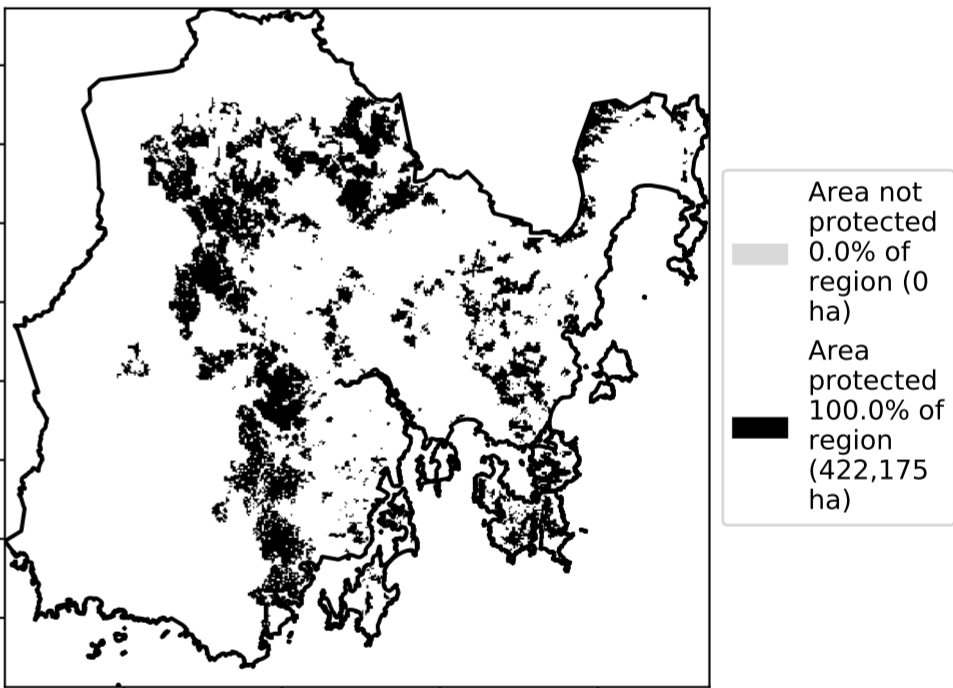 Area not
protected
0.0% of
region (0
ha)
Area
protected
100.0% of
region
(422,175
ha)